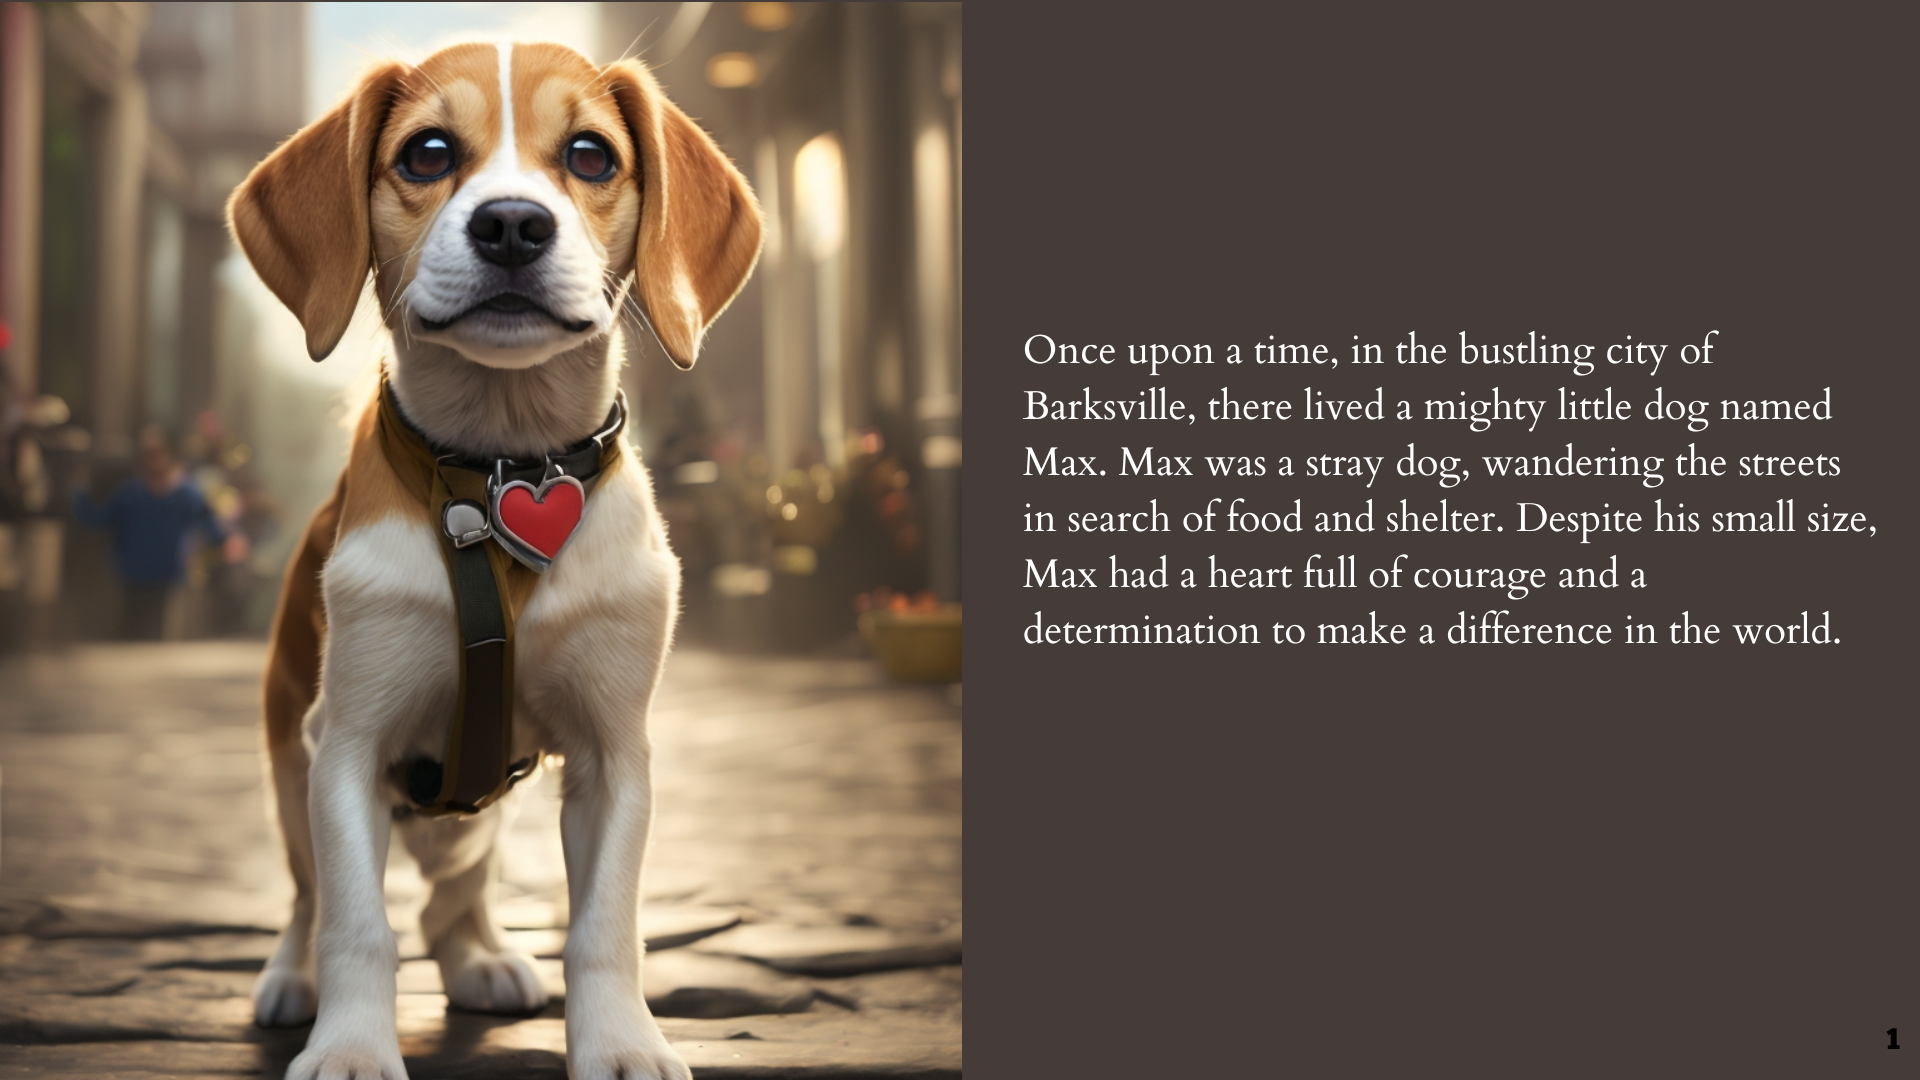 Once upon a time, in the bustling city of
Barksville, there lived a mighty little dog named
Max. Max was a stray dog, wandering the streets
in search of food and shelter. Despite his small size,
Max had a heart full of courage and a
determination to make a difference in the world.
1